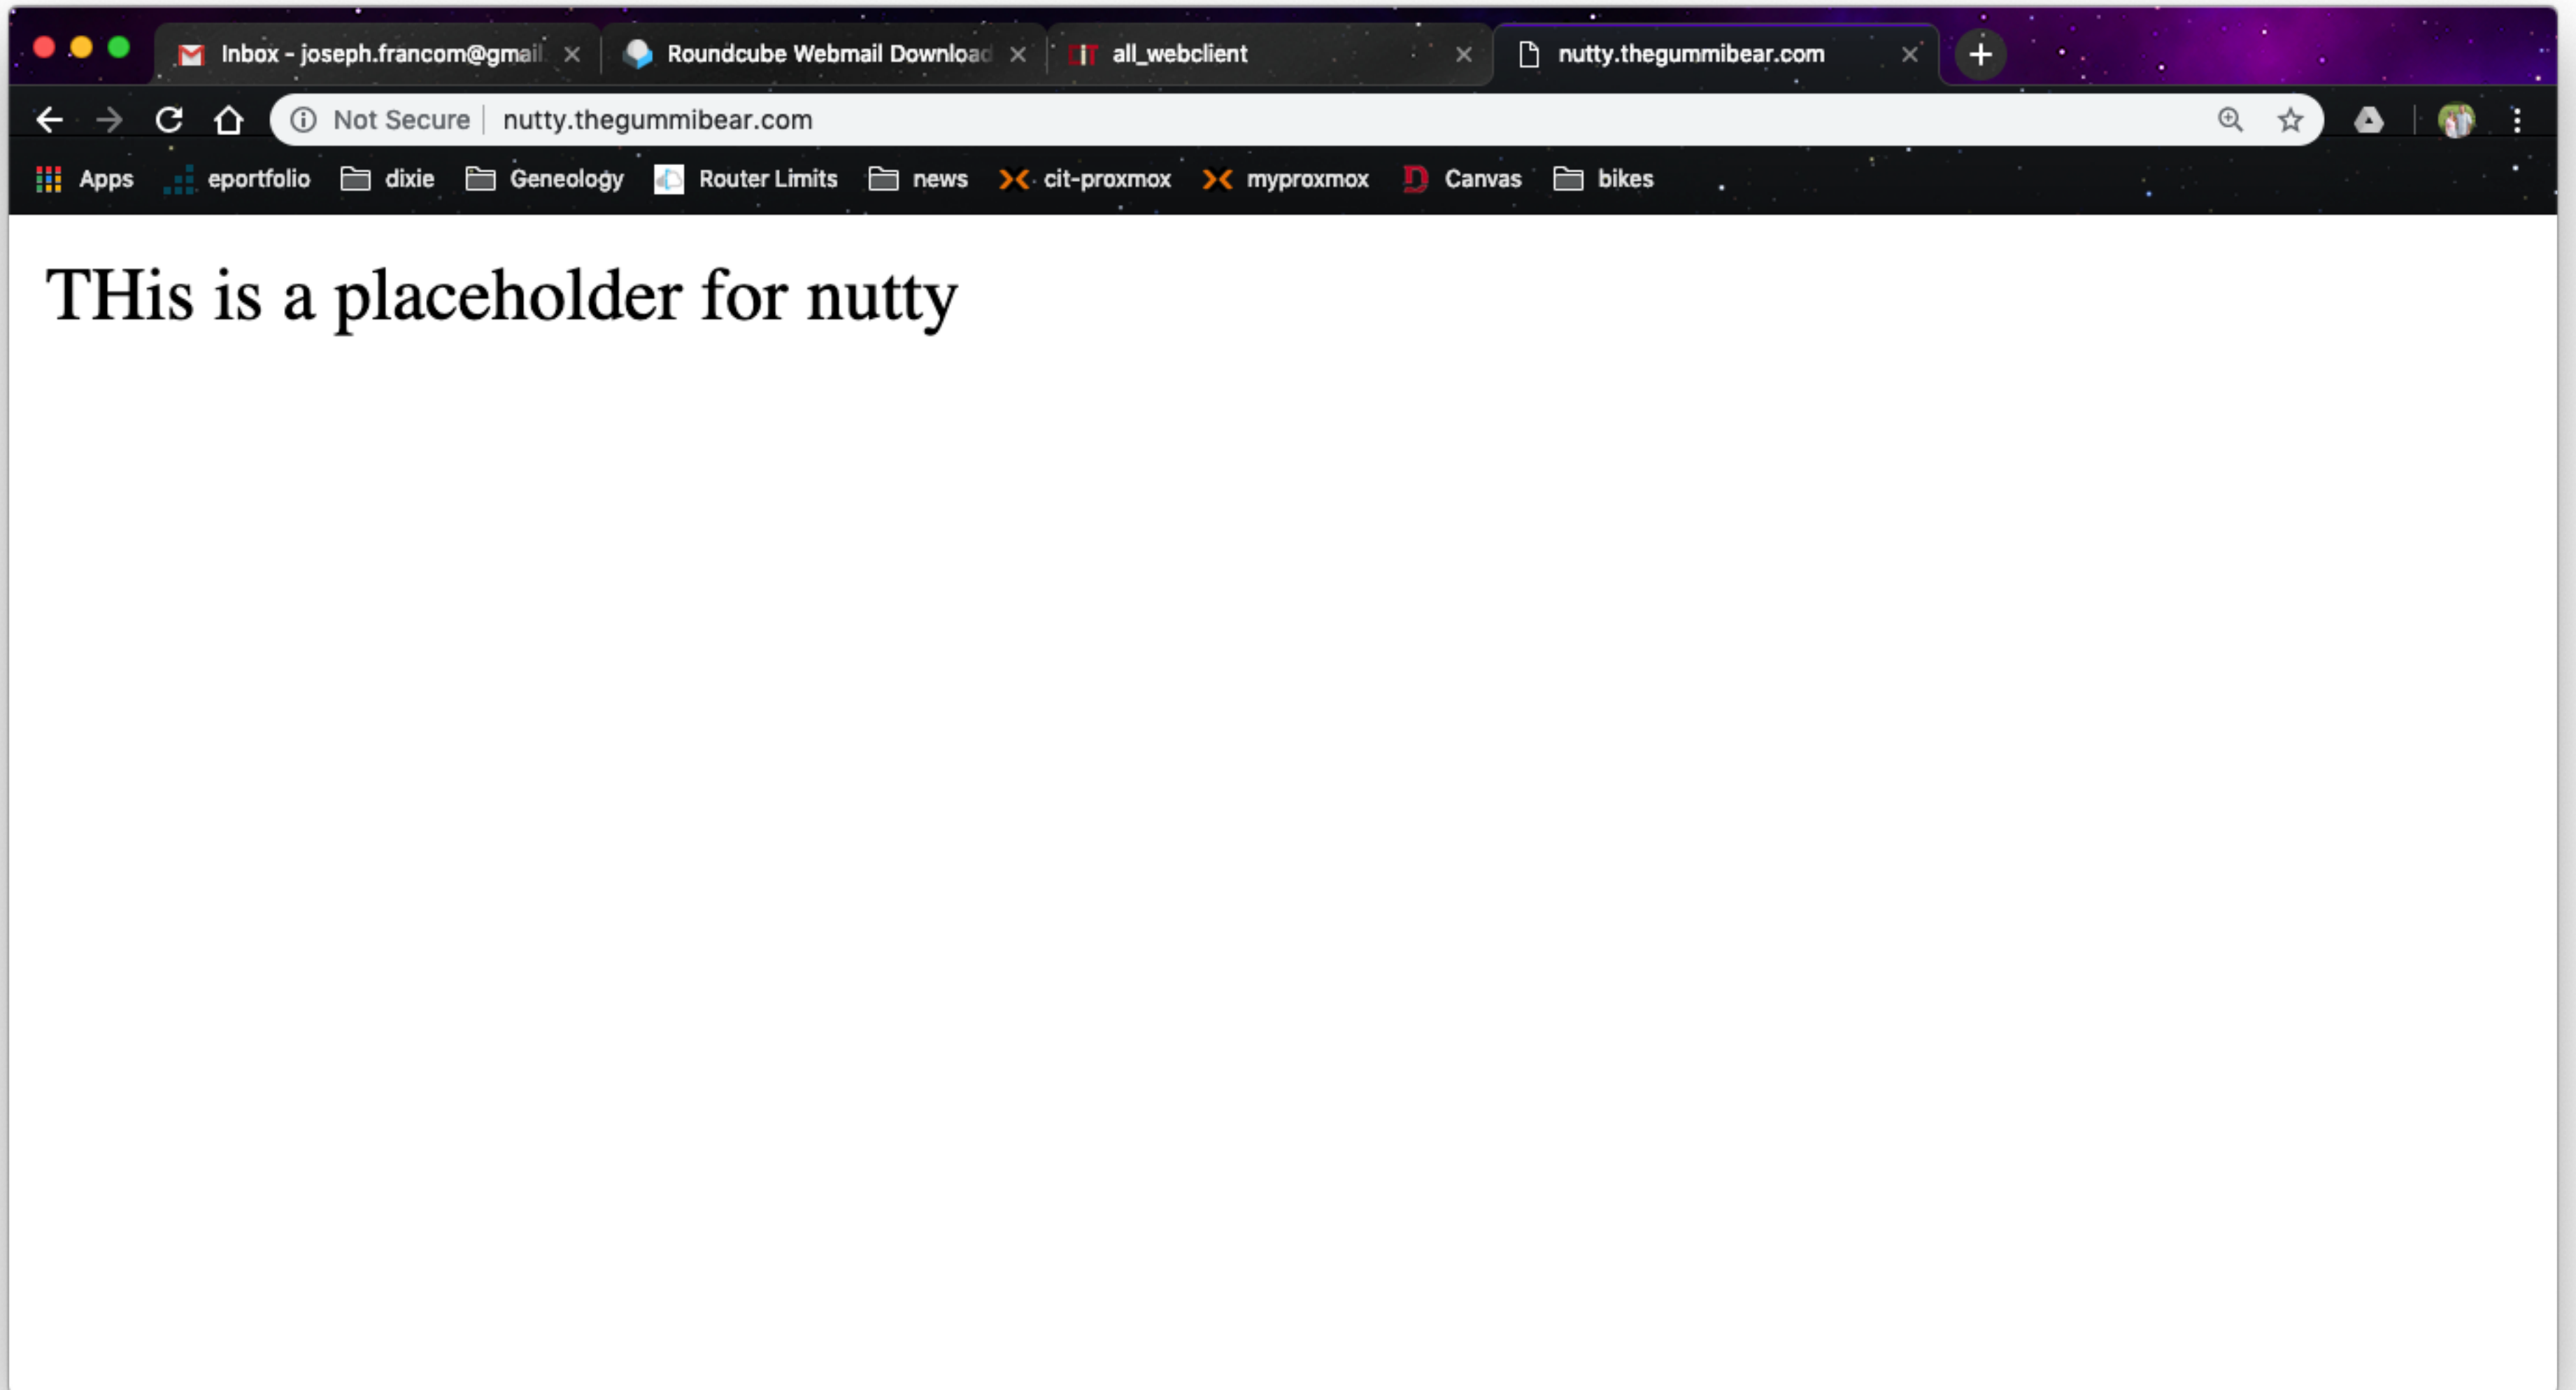 Inbox - joseph.francom@gmail
Roundcube Webmail Download
CIT all_webclient
nutty.thegummibear.com
Not Secure nutty.thegummibear.com
Apps eportfolio dixie Geneology Router Limits news cit-proxmox myproxmox D Canvas bikes
THis is a placeholder for nutty